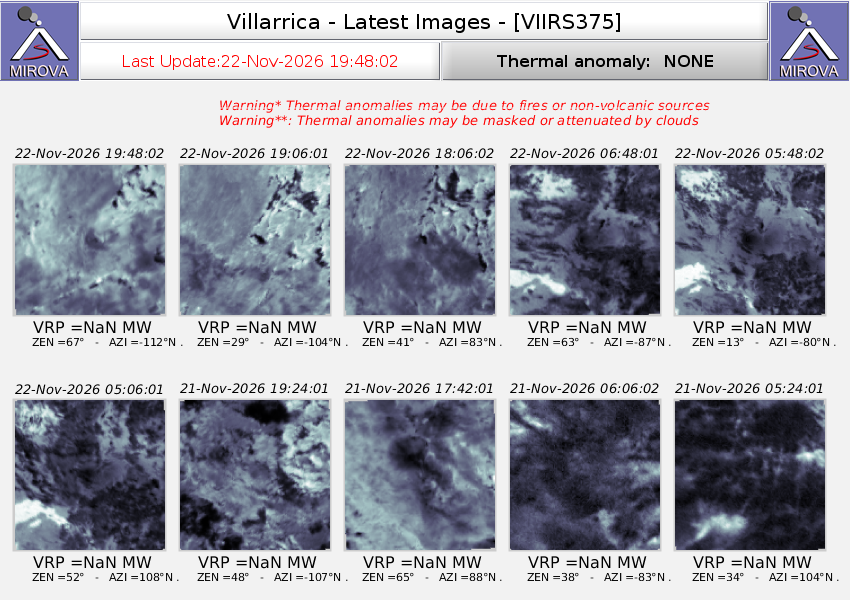 Villarrica - Latest Images - [VIIRS375]
MIROVA
Last Update:22-Nov-2026 19:48:02
Thermal anomaly: NONE
MIROVA
Warning* Thermal anomalies may be due to fires or non-volcanic sources
Warning**: Thermal anomalies may be masked or attenuated by clouds
22-Nov-2026 19:48:02 22-Nov-2026 19:06:01 22-Nov-2026 18:06:02 22-Nov-2026 06:48:01 22-Nov-2026 05:48:02
VRP =NaN MW VRP =NaN MW VRP =NaN MW VRP =NaN MW VRP =NaN MW
ZEN =67° - AZI =-112°N . ZEN =29° - AZI =-104°N . ZEN =41° - AZI =83°N . ZEN =63° - AZI =-87°N . ZEN =13° - AZI =-80°N .
22-Nov-2026 05:06:01 21-Nov-2026 19:24:01 21-Nov-2026 17:42:01 21-Nov-2026 06:06:02 21-Nov-2026 05:24:01
VRP =NaN MW VRP =NaN MW VRP =NaN MW VRP =NaN MW VRP =NaN MW
ZEN =52° - AZI =108°N . ZEN =48° - AZI =-107°N . ZEN =65° - AZI =88°N . ZEN =38° - AZI =-83°N . ZEN =34° - AZI =104°N .